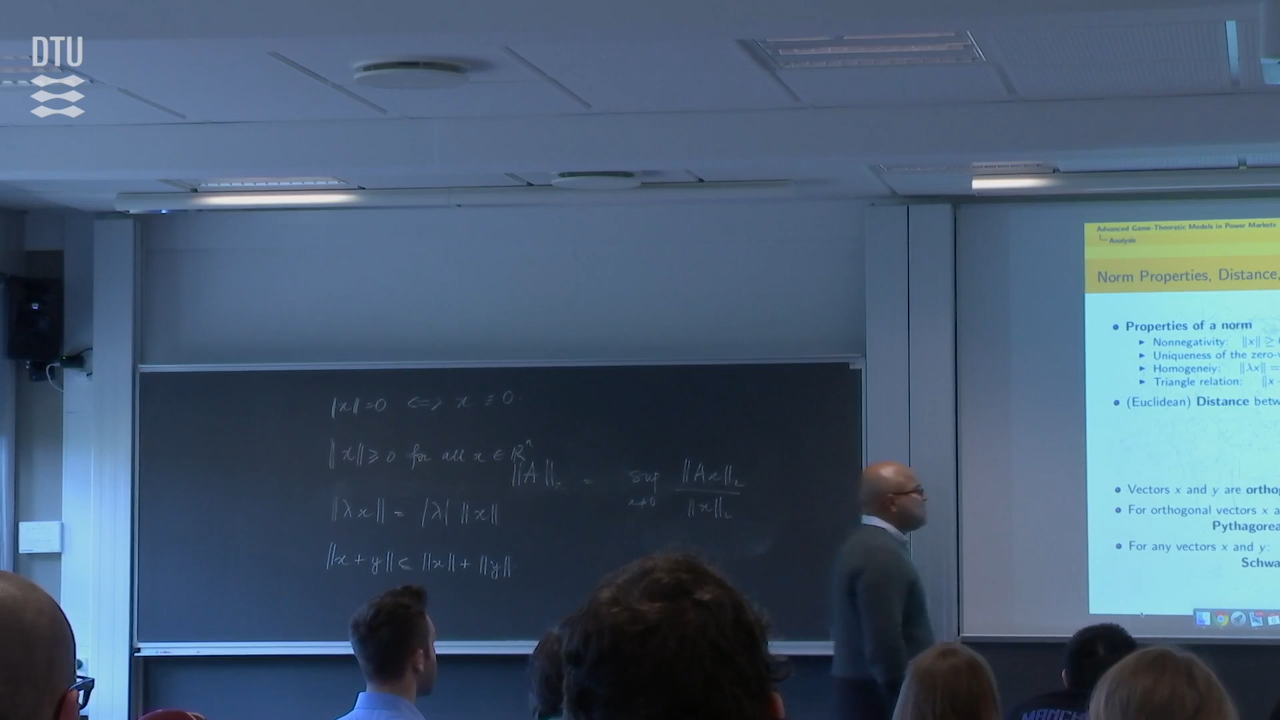 DTU
|x|=0 <=> x ≡ 0.
||x|| ≥ 0 for all x ∈ ℝⁿ
||A||₂ = sup x≠0 ||Ax||₂ / ||x||₂
||λx|| = |λ| ||x||
||x + y|| ≤ ||x|| + ||y||
Advanced Game-Theoretic Models in Power Markets
Analysis
Norm Properties, Distance,
• Properties of a norm
▶ Nonnegativity: ||x|| ≥
▶ Uniqueness of the zero-
▶ Homogeneiy: ||λx|| =
▶ Triangle relation: ||x
• (Euclidean) Distance betw
• Vectors x and y are orthog
• For orthogonal vectors x a
Pythagorea
• For any vectors x and y:
Schwa